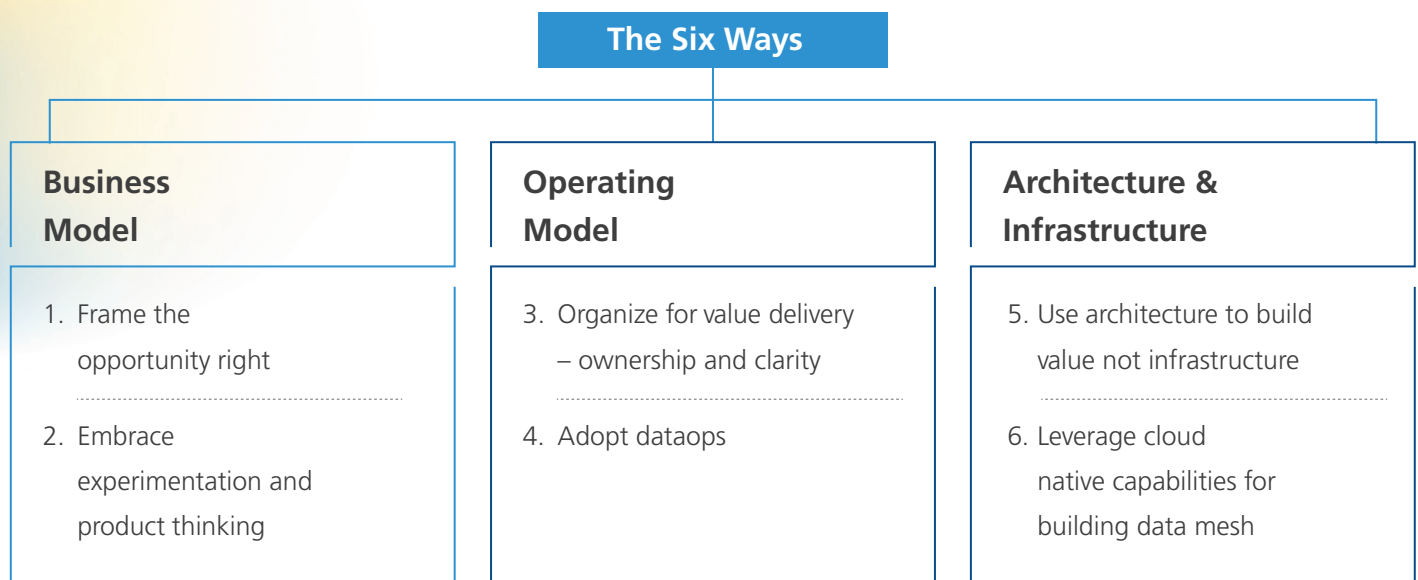 The Six Ways
Business
Model
1. Frame the
opportunity right
2. Embrace
experimentation and
product thinking
Operating
Model
3. Organize for value delivery
– ownership and clarity
4. Adopt dataops
Architecture &
Infrastructure
5. Use architecture to build
value not infrastructure
6. Leverage cloud
native capabilities for
building data mesh